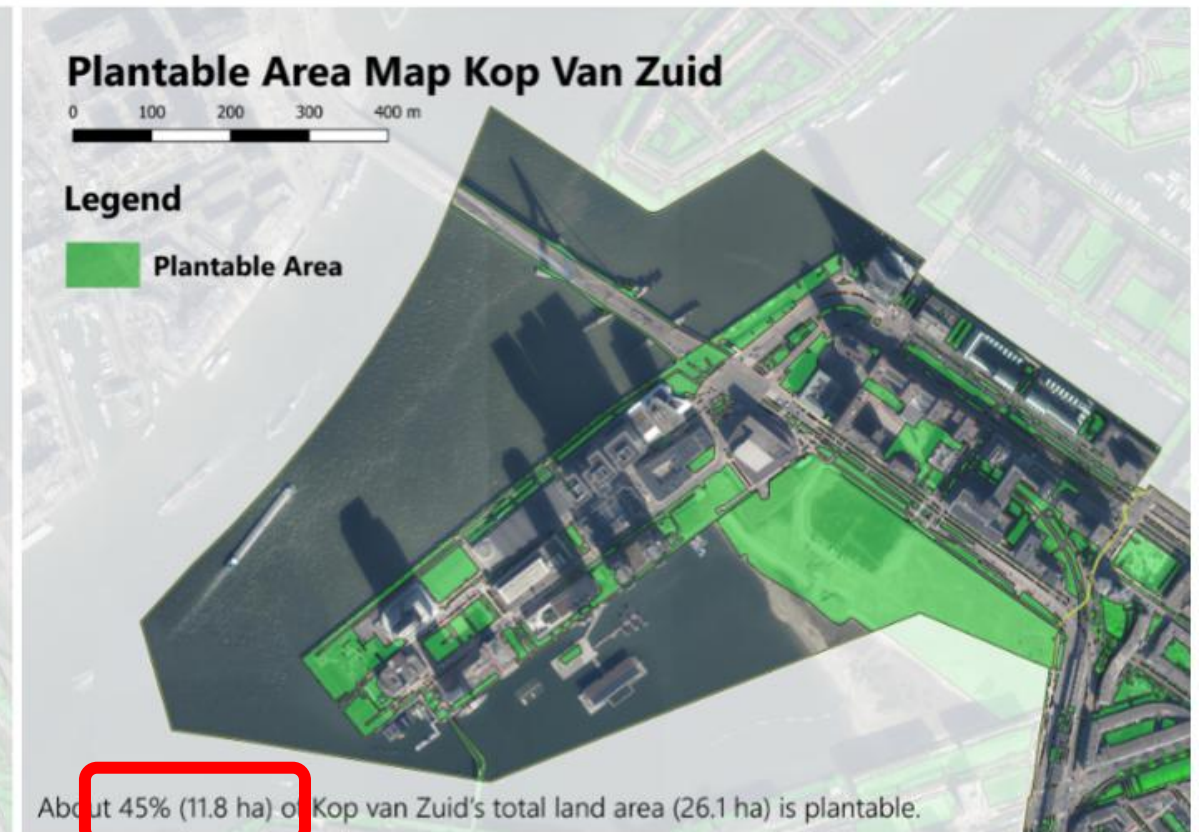 Plantable Area Map Kop Van Zuid
0 100 200 300 400 m
Legend
Plantable Area
About 45% (11.8 ha) of Kop van Zuid's total land area (26.1 ha) is plantable.